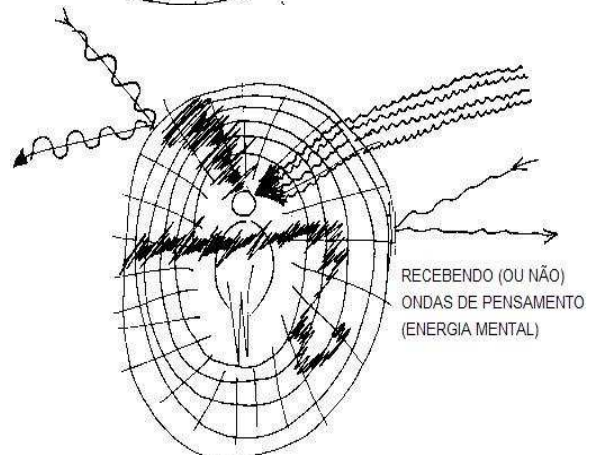 RECEBENDO (OU NÃO)
ONDAS DE PENSAMENTO
(ENERGIA MENTAL)